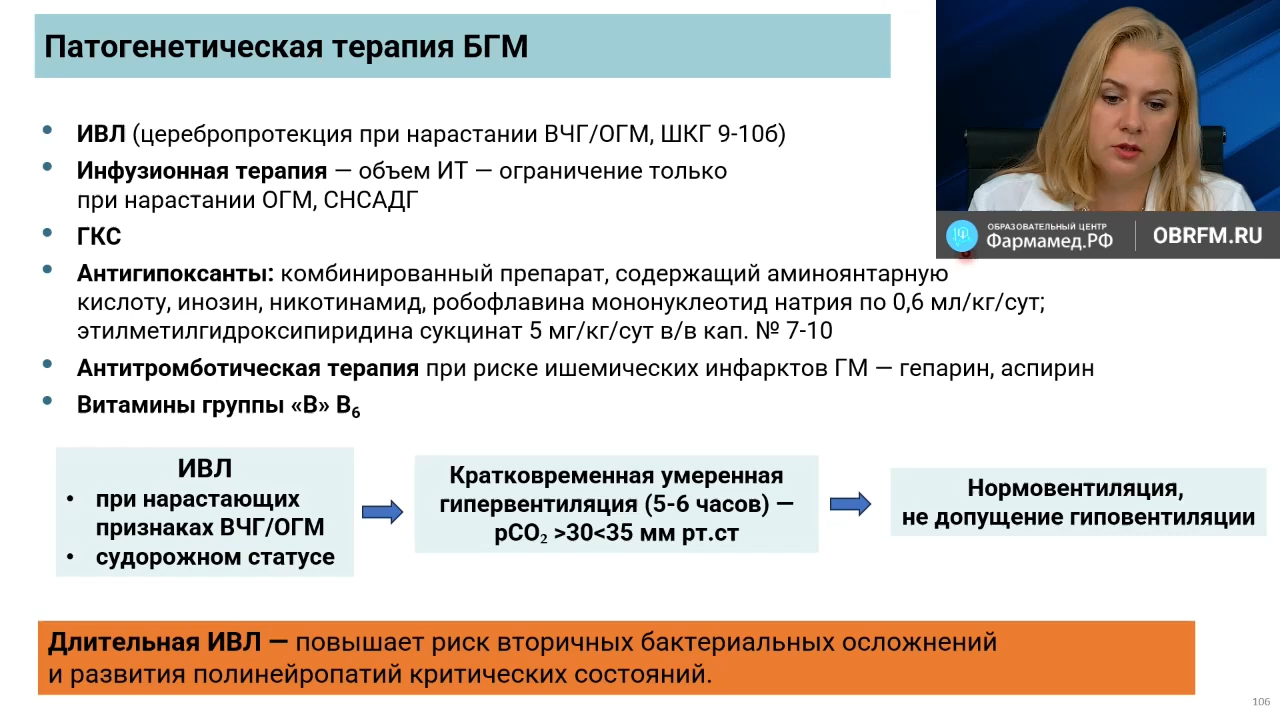 Патогенетическая терапия БГМ
• ИВЛ (церебропротекция при нарастании ВЧГ/ОГМ, ШКГ 9-10б)
• Инфузионная терапия — объем ИТ — ограничение только
при нарастании ОГМ, СНСАДГ
• ГКС
• Антигипоксанты: комбинированный препарат, содержащий аминоянтарную
кислоту, инозин, никотинамид, робофлавина мононуклеотид натрия по 0,6 мл/кг/сут;
этилметилгидроксипиридина сукцинат 5 мг/кг/сут в/в кап. № 7-10
• Антитромботическая терапия при риске ишемических инфарктов ГМ — гепарин, аспирин
• Витамины группы «В» В₆
ИВЛ
• при нарастающих
признаках ВЧГ/ОГМ
• судорожном статусе
Кратковременная умеренная
гипервентиляция (5-6 часов) —
pCO₂ >30<35 мм рт.ст
Нормовентиляция,
не допущение гиповентиляции
Длительная ИВЛ — повышает риск вторичных бактериальных осложнений
и развития полинейропатий критических состояний.
ОБРАЗОВАТЕЛЬНЫЙ ЦЕНТР
Фармамед.РФ
OBRFM.RU
106